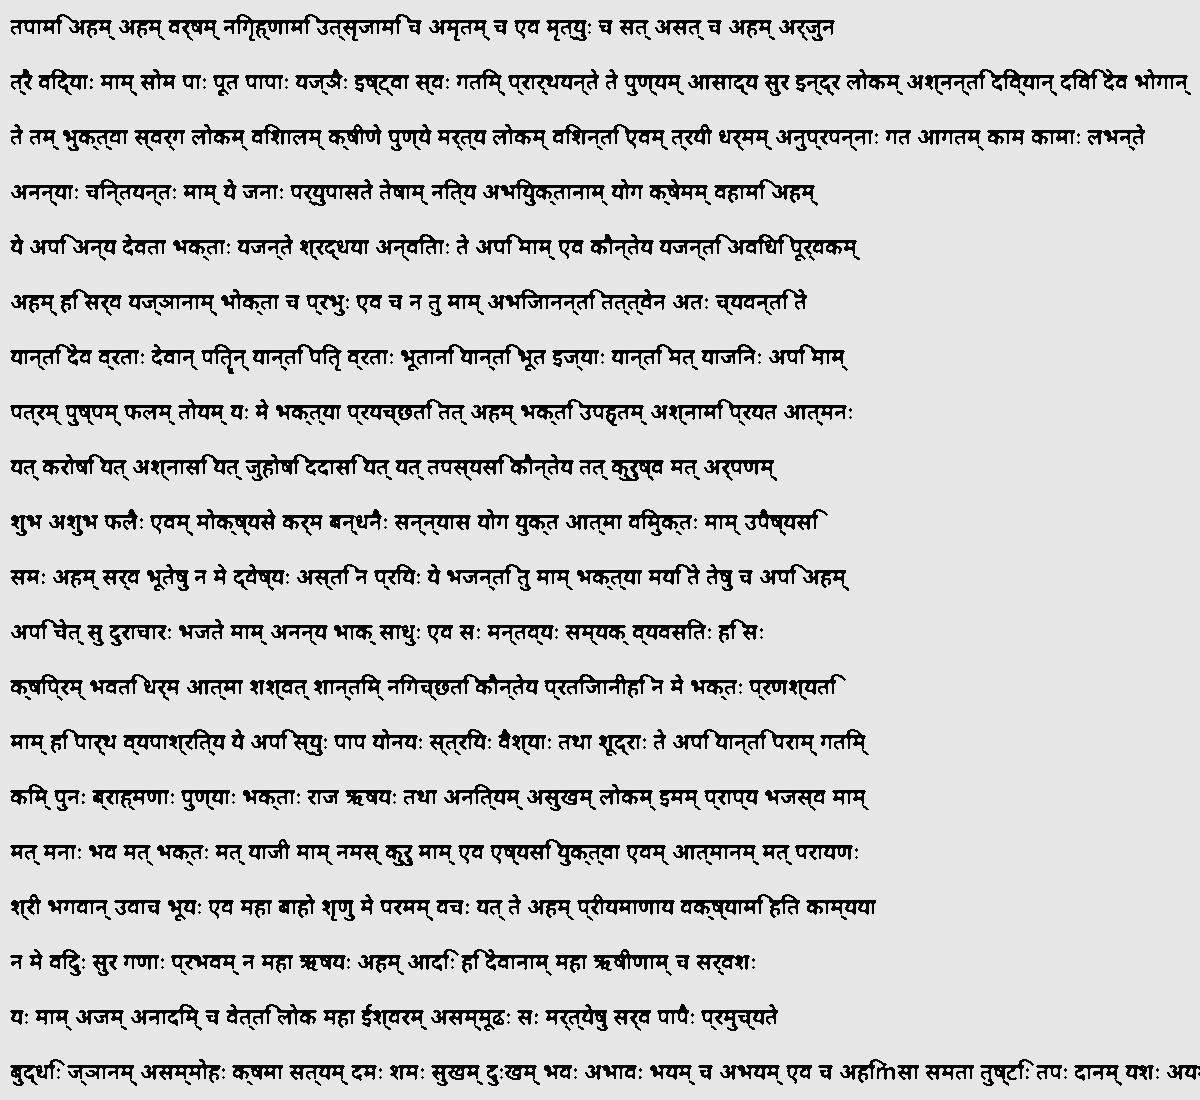 तपामि अहम् अहम् वर्षम् निगृह्णामि उत्सृजामि च अमृतम् च एव मृत्युः च सत् असत् च अहम् अर्जुन
त्रै विद्याः माम् सोम पाः पूत पापाः यज्ञैः इष्ट्वा स्वः गतिम् प्रार्थयन्ते ते पुण्यम् आसाद्य सुर इन्द्र लोकम् अश्नन्ति दिव्यान् दिवि देव भोगान्
ते तम् भुक्त्वा स्वर्ग लोकम् विशालम् क्षीणे पुण्ये मर्त्य लोकम् विशन्ति एवम् त्रयी धर्मम् अनुप्रपन्नाः गत आगतम् काम कामाः लभन्ते
अनन्याः चिन्तयन्तः माम् ये जनाः पर्युपासते तेषाम् नित्य अभियुक्तानाम् योग क्षेमम् वहामि अहम्
ये अपि अन्य देवता भक्ताः यजन्ते श्रद्धया अन्विताः ते अपि माम् एव कौन्तेय यजन्ति अविधि पूर्वकम्
अहम् हि सर्व यज्ञानाम् भोक्ता च प्रभुः एव च न तु माम् अभिजानन्ति तत्त्वेन अतः च्यवन्ति ते
यान्ति देव व्रताः देवान् पितॄन् यान्ति पितृ व्रताः भूतानि यान्ति भूत इज्याः यान्ति मत् याजिनः अपि माम्
पत्रम् पुष्पम् फलम् तोयम् यः मे भक्त्या प्रयच्छति तत् अहम् भक्ति उपहृतम् अश्नामि प्रयत आत्मनः
यत् करोषि यत् अश्नासि यत् जुहोषि ददासि यत् यत् तपस्यसि कौन्तेय तत् कुरुष्व मत् अर्पणम्
शुभ अशुभ फलैः एवम् मोक्ष्यसे कर्म बन्धनैः सन्न्यास योग युक्त आत्मा विमुक्तः माम् उपैष्यसि
समः अहम् सर्व भूतेषु न मे द्वेष्यः अस्ति न प्रियः ये भजन्ति तु माम् भक्त्या मयि ते तेषु च अपि अहम्
अपि चेत् सु दुराचारः भजते माम् अनन्य भाक् साधुः एव सः मन्तव्यः सम्यक् व्यवसितः हि सः
क्षिप्रम् भवति धर्म आत्मा शश्वत् शान्तिम् निगच्छति कौन्तेय प्रतिजानीहि न मे भक्तः प्रणश्यति
माम् हि पार्थ व्यपाश्रित्य ये अपि स्युः पाप योनयः स्त्रियः वैश्याः तथा शूद्राः ते अपि यान्ति पराम् गतिम्
किम् पुनः ब्राह्मणाः पुण्याः भक्ताः राज ऋषयः तथा अनित्यम् असुखम् लोकम् इमम् प्राप्य भजस्व माम्
मत् मनाः भव मत् भक्तः मत् याजी माम् नमस् कुरु माम् एव एष्यसि युक्त्वा एवम् आत्मानम् मत् परायणः
श्री भगवान् उवाच भूयः एव महा बाहो शृणु मे परमम् वचः यत् ते अहम् प्रीयमाणाय वक्ष्यामि हित काम्यया
न मे विदुः सुर गणाः प्रभवम् न महा ऋषयः अहम् आदिः हि देवानाम् महा ऋषीणाम् च सर्वशः
यः माम् अजम् अनादिम् च वेत्ति लोक महा ईश्वरम् असम्मूढः सः मर्त्येषु सर्व पापैः प्रमुच्यते
बुद्धिः ज्ञानम् असम्मोहः क्षमा सत्यम् दमः शमः सुखम् दुःखम् भवः अभावः भयम् च अभयम् एव च अहिṁसा समता तुष्टिः तपः दानम् यशः